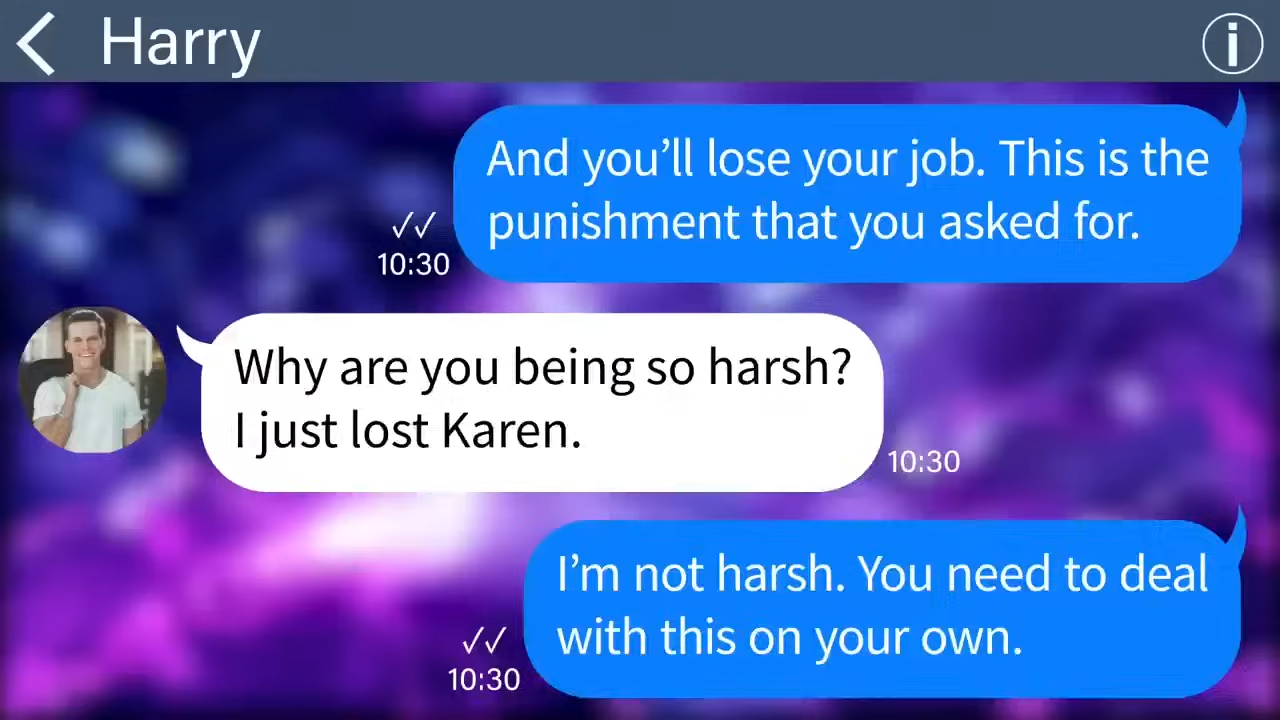 Harry
And you’ll lose your job. This is the
punishment that you asked for.
10:30
Why are you being so harsh?
I just lost Karen.
10:30
I’m not harsh. You need to deal
with this on your own.
10:30